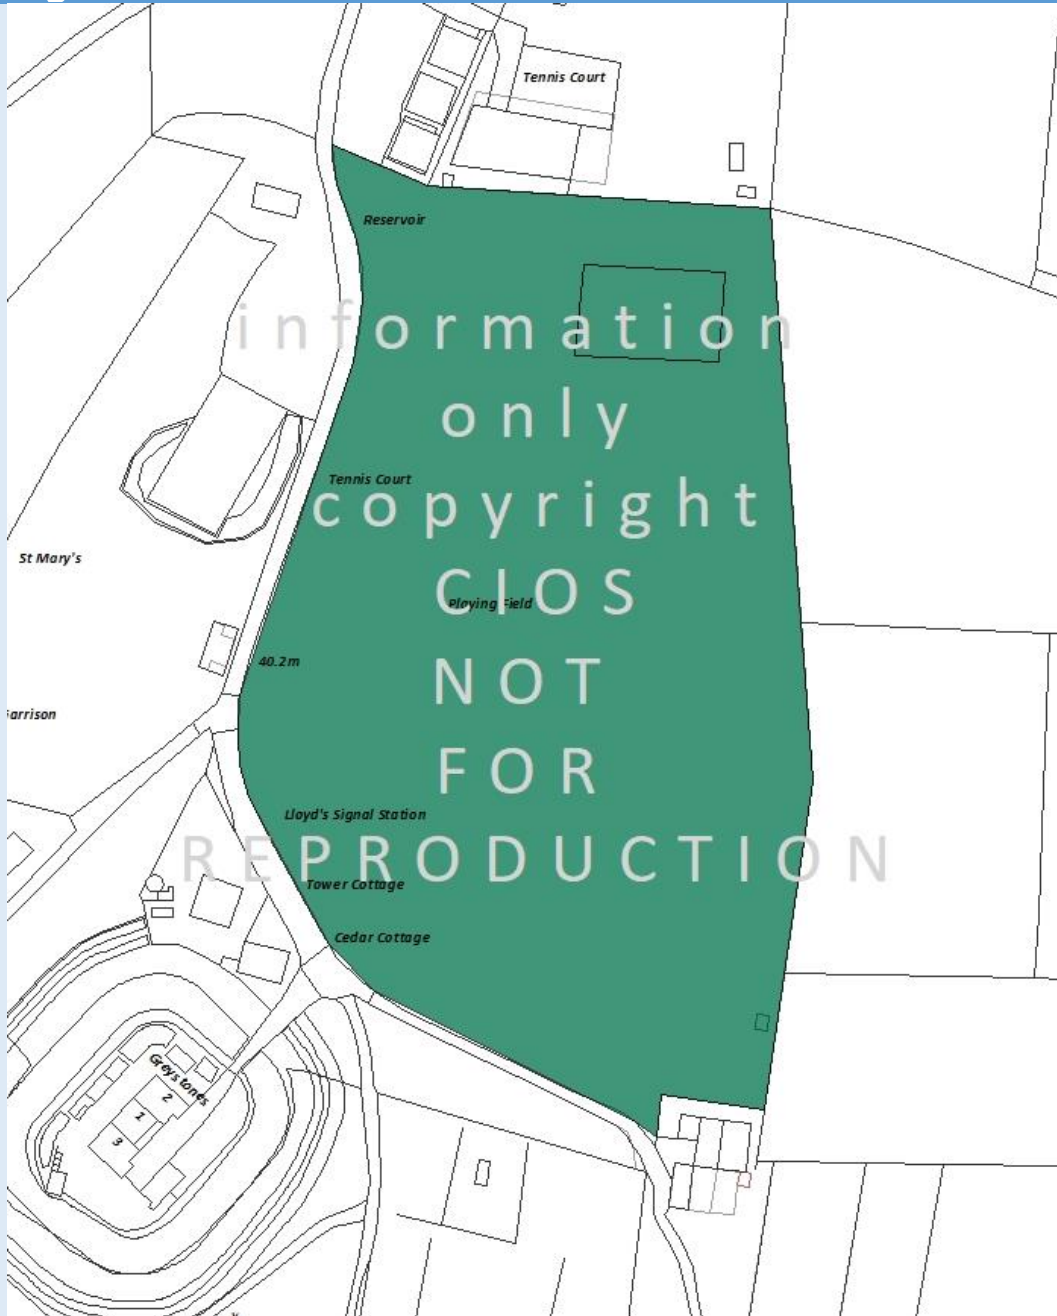 Tennis Court
Reservoir
information
only
Tennis Court
copyright
St Mary's
CIOS
Playing Field
40.2m
NOT
arrison
FOR
Lloyd's Signal Station
REPRODUCTION
Tower Cottage
Cedar Cottage
Greystones
2
1
3